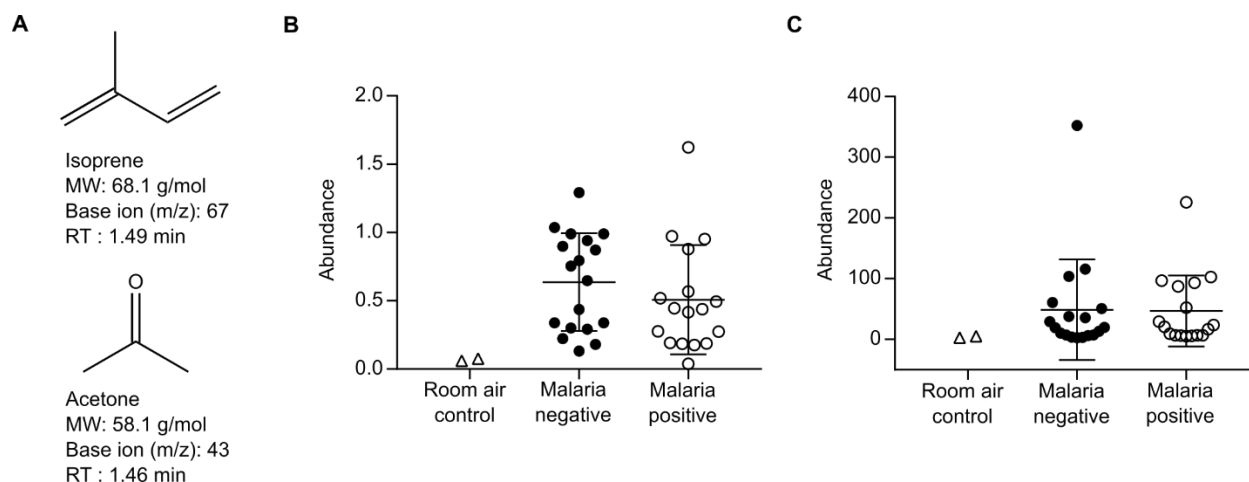 A
O
Isoprene
MW: 68.1 g/mol
Base ion (m/z): 67
RT : 1.49 min
Acetone
MW: 58.1 g/mol
Base ion (m/z): 43
RT : 1.46 min
B
Abundance
2.0
1.5
1.0
0.5
0.0
Room air
control
Malaria
negative
Malaria
positive
C
Abundance
400
300
200
100
0
Room air
control
Malaria
negative
Malaria
positive